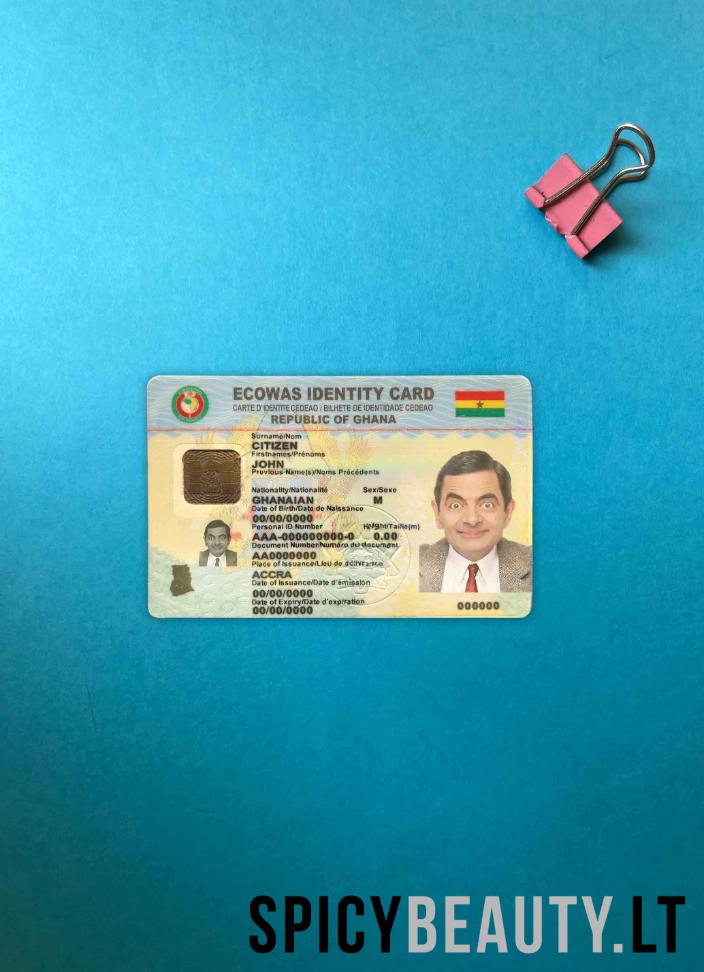 ECOWAS IDENTITY CARD
CARTE D'IDENTITE CEDEAO / BILHETE DE IDENTIDADE CEDEAO
REPUBLIC OF GHANA
Surname/Nom
CITIZEN
Firstnames/Prénoms
JOHN
Previous Name(s)/Noms Précédents
Nationality/Nationalité Sex/Sexe
GHANAIAN M
Date of Birth/Date de Naissance
00/00/0000
Personal ID Number Height/Taille(m)
AAA-000000000-0 0.00
Document Number/Numéro du document
AA0000000
Place of Issuance/Lieu de délivrance
ACCRA
Date of Issuance/Date d'émission
00/00/0000
Date of Expiry/Date d'expiration
00/00/0000
000000
SPICYBEAUTY.LT